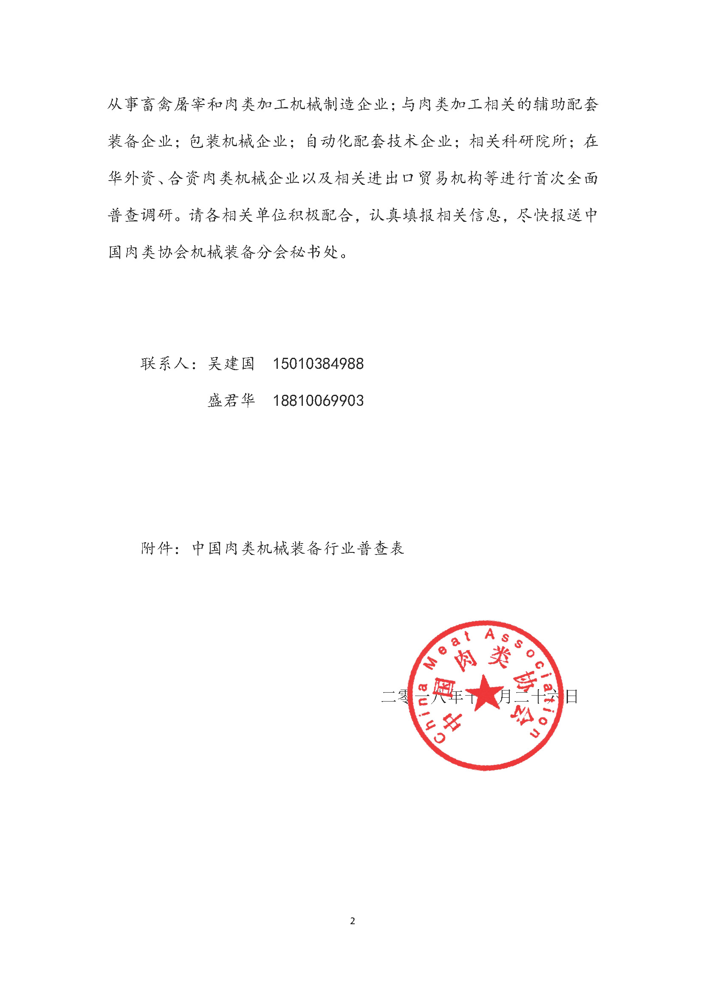 从事畜禽屠宰和肉类加工机械制造企业；与肉类加工相关的辅助配套
装备企业；包装机械企业；自动化配套技术企业；相关科研院所；在
华外资、合资肉类机械企业以及相关进出口贸易机构等进行首次全面
普查调研。请各相关单位积极配合，认真填报相关信息，尽快报送中
国肉类协会机械装备分会秘书处。
联系人：吴建国 15010384988
盛君华 18810069903
附件：中国肉类机械装备行业普查表
China Meat Association
中国肉类协会
二零一八年十 月二十六日
2